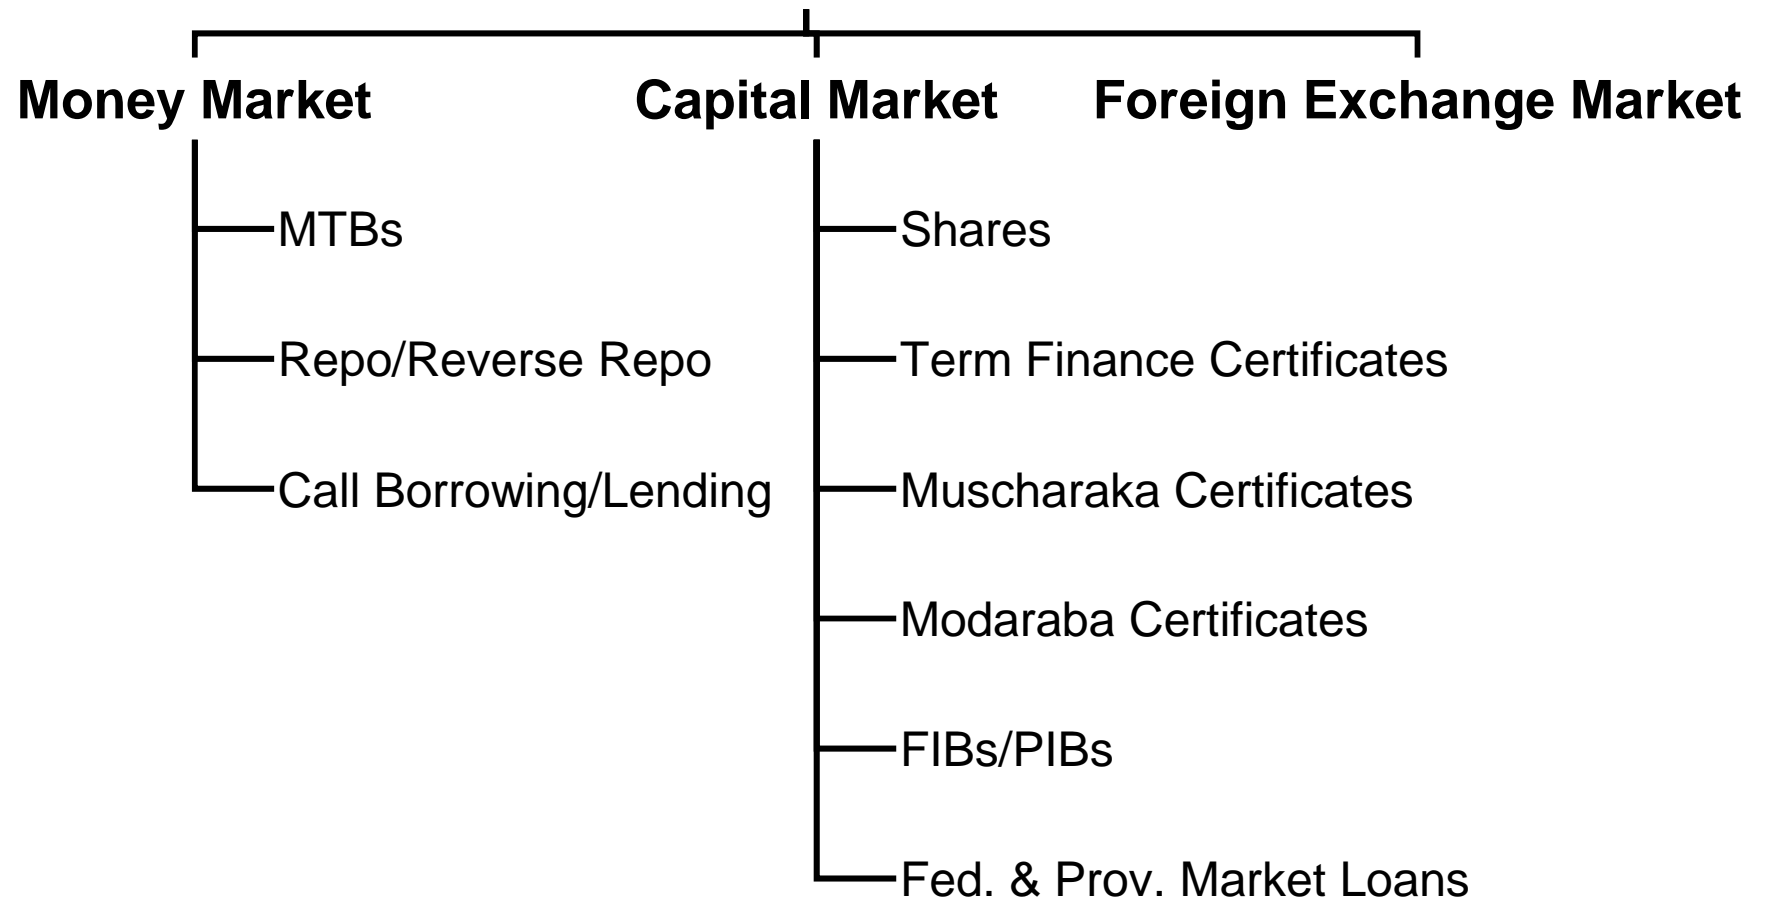 Money Market
Capital Market
Foreign Exchange Market
MTBs
Repo/Reverse Repo
Call Borrowing/Lending
Shares
Term Finance Certificates
Muscharaka Certificates
Modaraba Certificates
FIBs/PIBs
Fed. & Prov. Market Loans